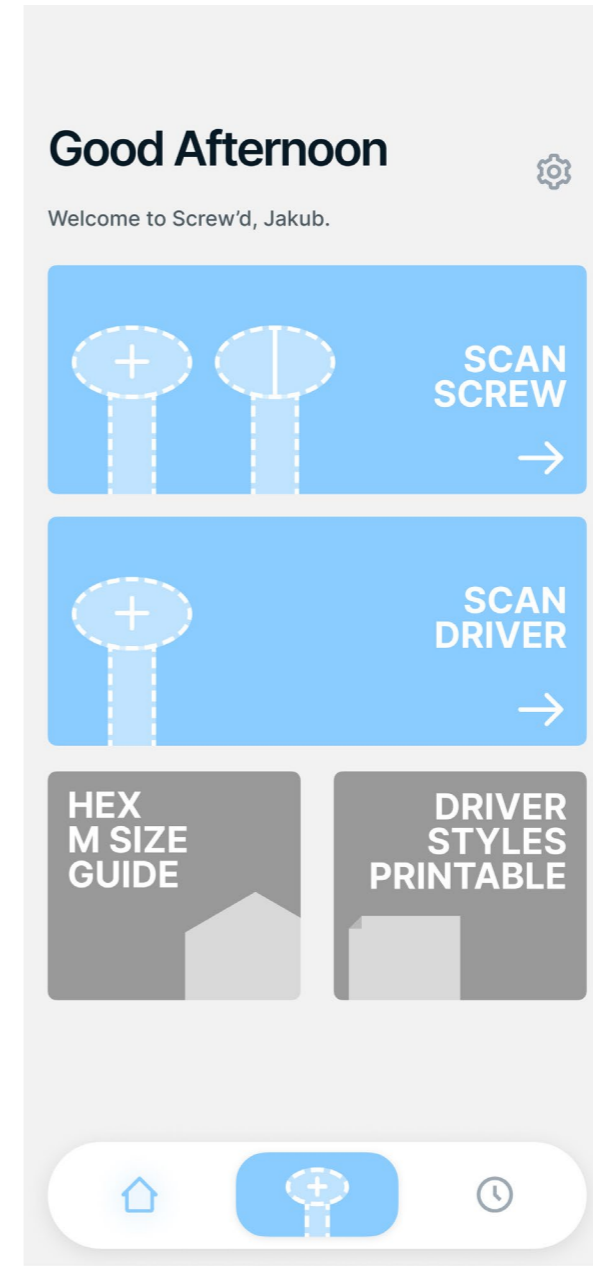 Good Afternoon
Welcome to Screw’d, Jakub.
SCAN
SCREW
SCAN
DRIVER
HEX
M SIZE
GUIDE
DRIVER
STYLES
PRINTABLE